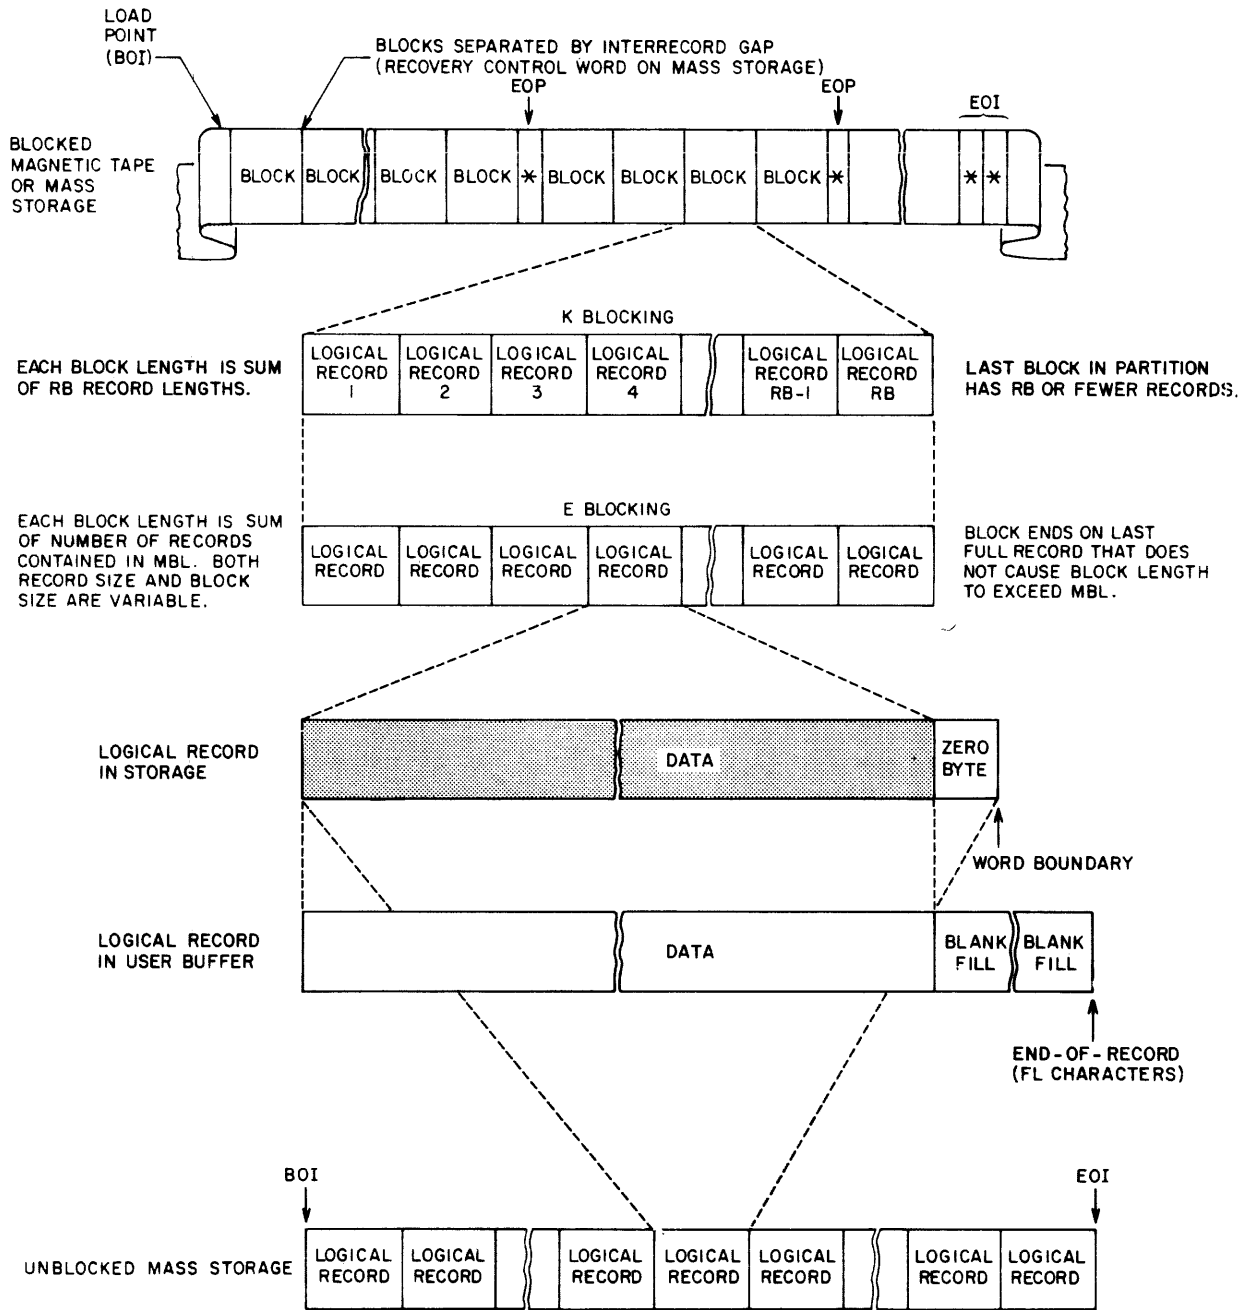 LOAD
POINT
(BOI)
BLOCKS SEPARATED BY INTERRECORD GAP
(RECOVERY CONTROL WORD ON MASS STORAGE)
EOP
EOP
EOI
BLOCKED
MAGNETIC TAPE
OR MASS
STORAGE
BLOCK BLOCK BLOCK BLOCK * BLOCK BLOCK BLOCK BLOCK * * *
K BLOCKING
EACH BLOCK LENGTH IS SUM
OF RB RECORD LENGTHS.
LOGICAL LOGICAL LOGICAL LOGICAL LOGICAL LOGICAL
RECORD RECORD RECORD RECORD RECORD RECORD
1 2 3 4 RB-1 RB
LAST BLOCK IN PARTITION
HAS RB OR FEWER RECORDS.
E BLOCKING
EACH BLOCK LENGTH IS SUM
OF NUMBER OF RECORDS
CONTAINED IN MBL. BOTH
RECORD SIZE AND BLOCK
SIZE ARE VARIABLE.
LOGICAL LOGICAL LOGICAL LOGICAL LOGICAL LOGICAL
RECORD RECORD RECORD RECORD RECORD RECORD
BLOCK ENDS ON LAST
FULL RECORD THAT DOES
NOT CAUSE BLOCK LENGTH
TO EXCEED MBL.
LOGICAL RECORD
IN STORAGE
DATA
ZERO
BYTE
WORD BOUNDARY
LOGICAL RECORD
IN USER BUFFER
DATA
BLANK BLANK
FILL FILL
END-OF-RECORD
(FL CHARACTERS)
BOI
EOI
UNBLOCKED MASS STORAGE
LOGICAL LOGICAL LOGICAL LOGICAL LOGICAL LOGICAL LOGICAL
RECORD RECORD RECORD RECORD RECORD RECORD RECORD